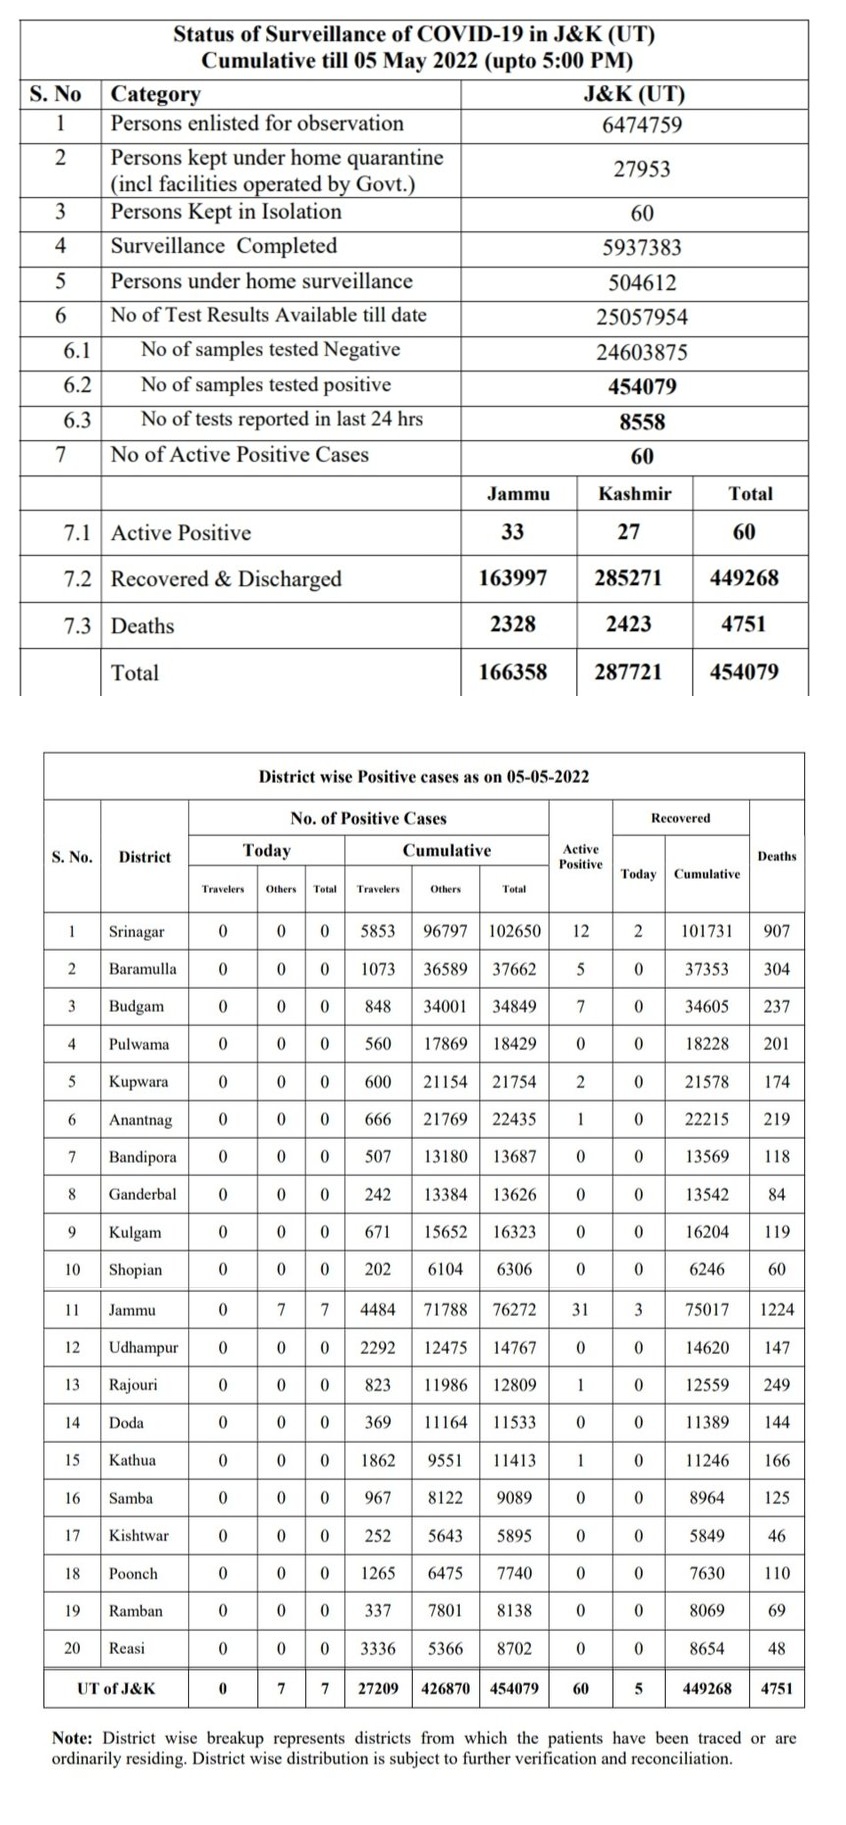 Status of Surveillance of COVID-19 in J&K (UT)
Cumulative till 05 May 2022 (upto 5:00 PM)
S. No Category J&K (UT)
1 Persons enlisted for observation 6474759
2 Persons kept under home quarantine
(incl facilities operated by Govt.) 27953
3 Persons Kept in Isolation 60
4 Surveillance Completed 5937383
5 Persons under home surveillance 504612
6 No of Test Results Available till date 25057954
6.1 No of samples tested Negative 24603875
6.2 No of samples tested positive 454079
6.3 No of tests reported in last 24 hrs 8558
7 No of Active Positive Cases 60
Jammu Kashmir Total
7.1 Active Positive 33 27 60
7.2 Recovered & Discharged 163997 285271 449268
7.3 Deaths 2328 2423 4751
Total 166358 287721 454079
District wise Positive cases as on 05-05-2022
No. of Positive Cases Recovered
S. No. District Today Cumulative Active
Positive Today Cumulative Deaths
Travelers Others Total Travelers Others Total
1 Srinagar 0 0 0 5853 96797 102650 12 2 101731 907
2 Baramulla 0 0 0 1073 36589 37662 5 0 37353 304
3 Budgam 0 0 0 848 34001 34849 7 0 34605 237
4 Pulwama 0 0 0 560 17869 18429 0 0 18228 201
5 Kupwara 0 0 0 600 21154 21754 2 0 21578 174
6 Anantnag 0 0 0 666 21769 22435 1 0 22215 219
7 Bandipora 0 0 0 507 13180 13687 0 0 13569 118
8 Ganderbal 0 0 0 242 13384 13626 0 0 13542 84
9 Kulgam 0 0 0 671 15652 16323 0 0 16204 119
10 Shopian 0 0 0 202 6104 6306 0 0 6246 60
11 Jammu 0 7 7 4484 71788 76272 31 3 75017 1224
12 Udhampur 0 0 0 2292 12475 14767 0 0 14620 147
13 Rajouri 0 0 0 823 11986 12809 1 0 12559 249
14 Doda 0 0 0 369 11164 11533 0 0 11389 144
15 Kathua 0 0 0 1862 9551 11413 1 0 11246 166
16 Samba 0 0 0 967 8122 9089 0 0 8964 125
17 Kishtwar 0 0 0 252 5643 5895 0 0 5849 46
18 Poonch 0 0 0 1265 6475 7740 0 0 7630 110
19 Ramban 0 0 0 337 7801 8138 0 0 8069 69
20 Reasi 0 0 0 3336 5366 8702 0 0 8654 48
UT of J&K 0 7 7 27209 426870 454079 60 5 449268 4751
Note: District wise breakup represents districts from which the patients have been traced or are
ordinarily residing. District wise distribution is subject to further verification and reconciliation.